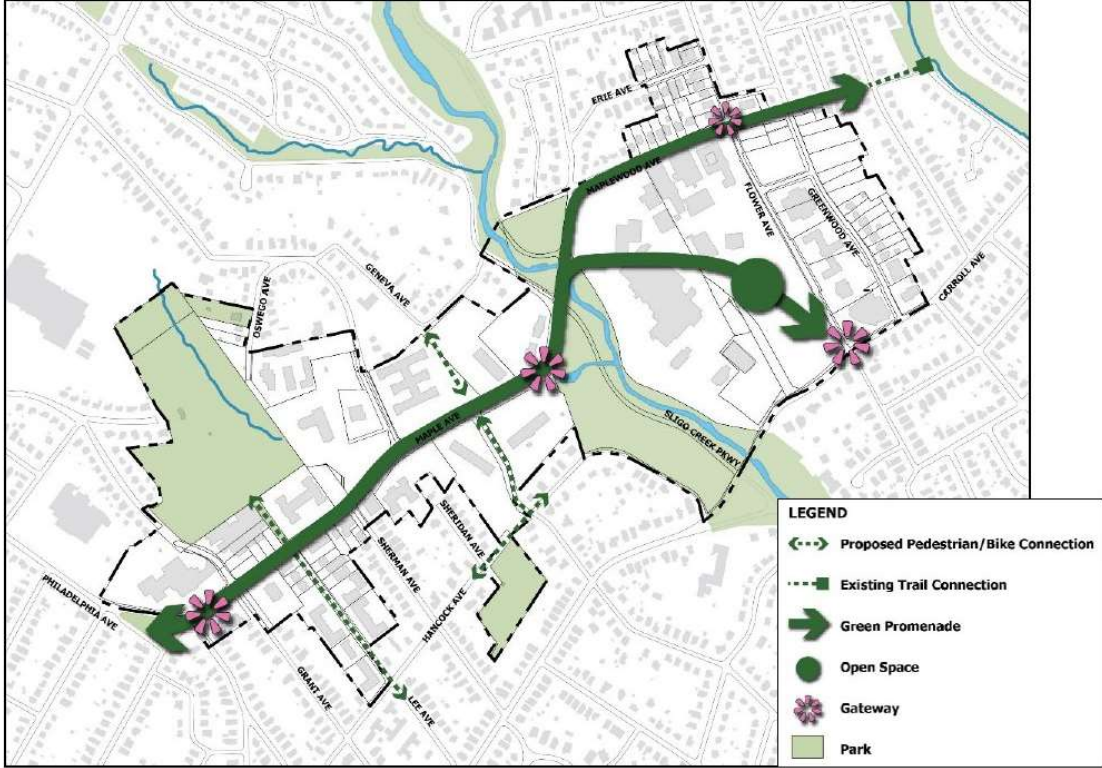 ERIE AVE
MAPLEWOOD AVE
FLOWER AVE
GREENWOOD AVE
CARROLL AVE
GENEVA AVE
OSWEGO AVE
MAPLE AVE
SLIGO CREEK PKWY
SHERIDAN AVE
SHERMAN AVE
HANCOCK AVE
PHILADELPHIA AVE
GRANT AVE
LEE AVE
LEGEND
Proposed Pedestrian/Bike Connection
Existing Trail Connection
Green Promenade
Open Space
Gateway
Park